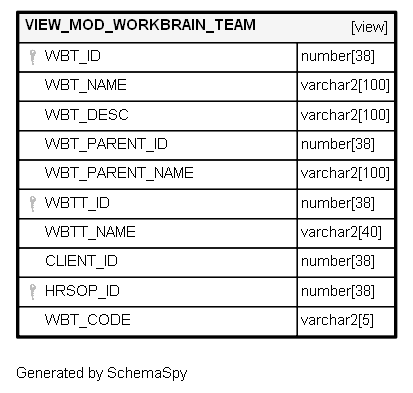 VIEW_MOD_WORKBRAIN_TEAM [view]
WBT_ID number[38]
WBT_NAME varchar2[100]
WBT_DESC varchar2[100]
WBT_PARENT_ID number[38]
WBT_PARENT_NAME varchar2[100]
WBTT_ID number[38]
WBTT_NAME varchar2[40]
CLIENT_ID number[38]
HRSOP_ID number[38]
WBT_CODE varchar2[5]
Generated by SchemaSpy